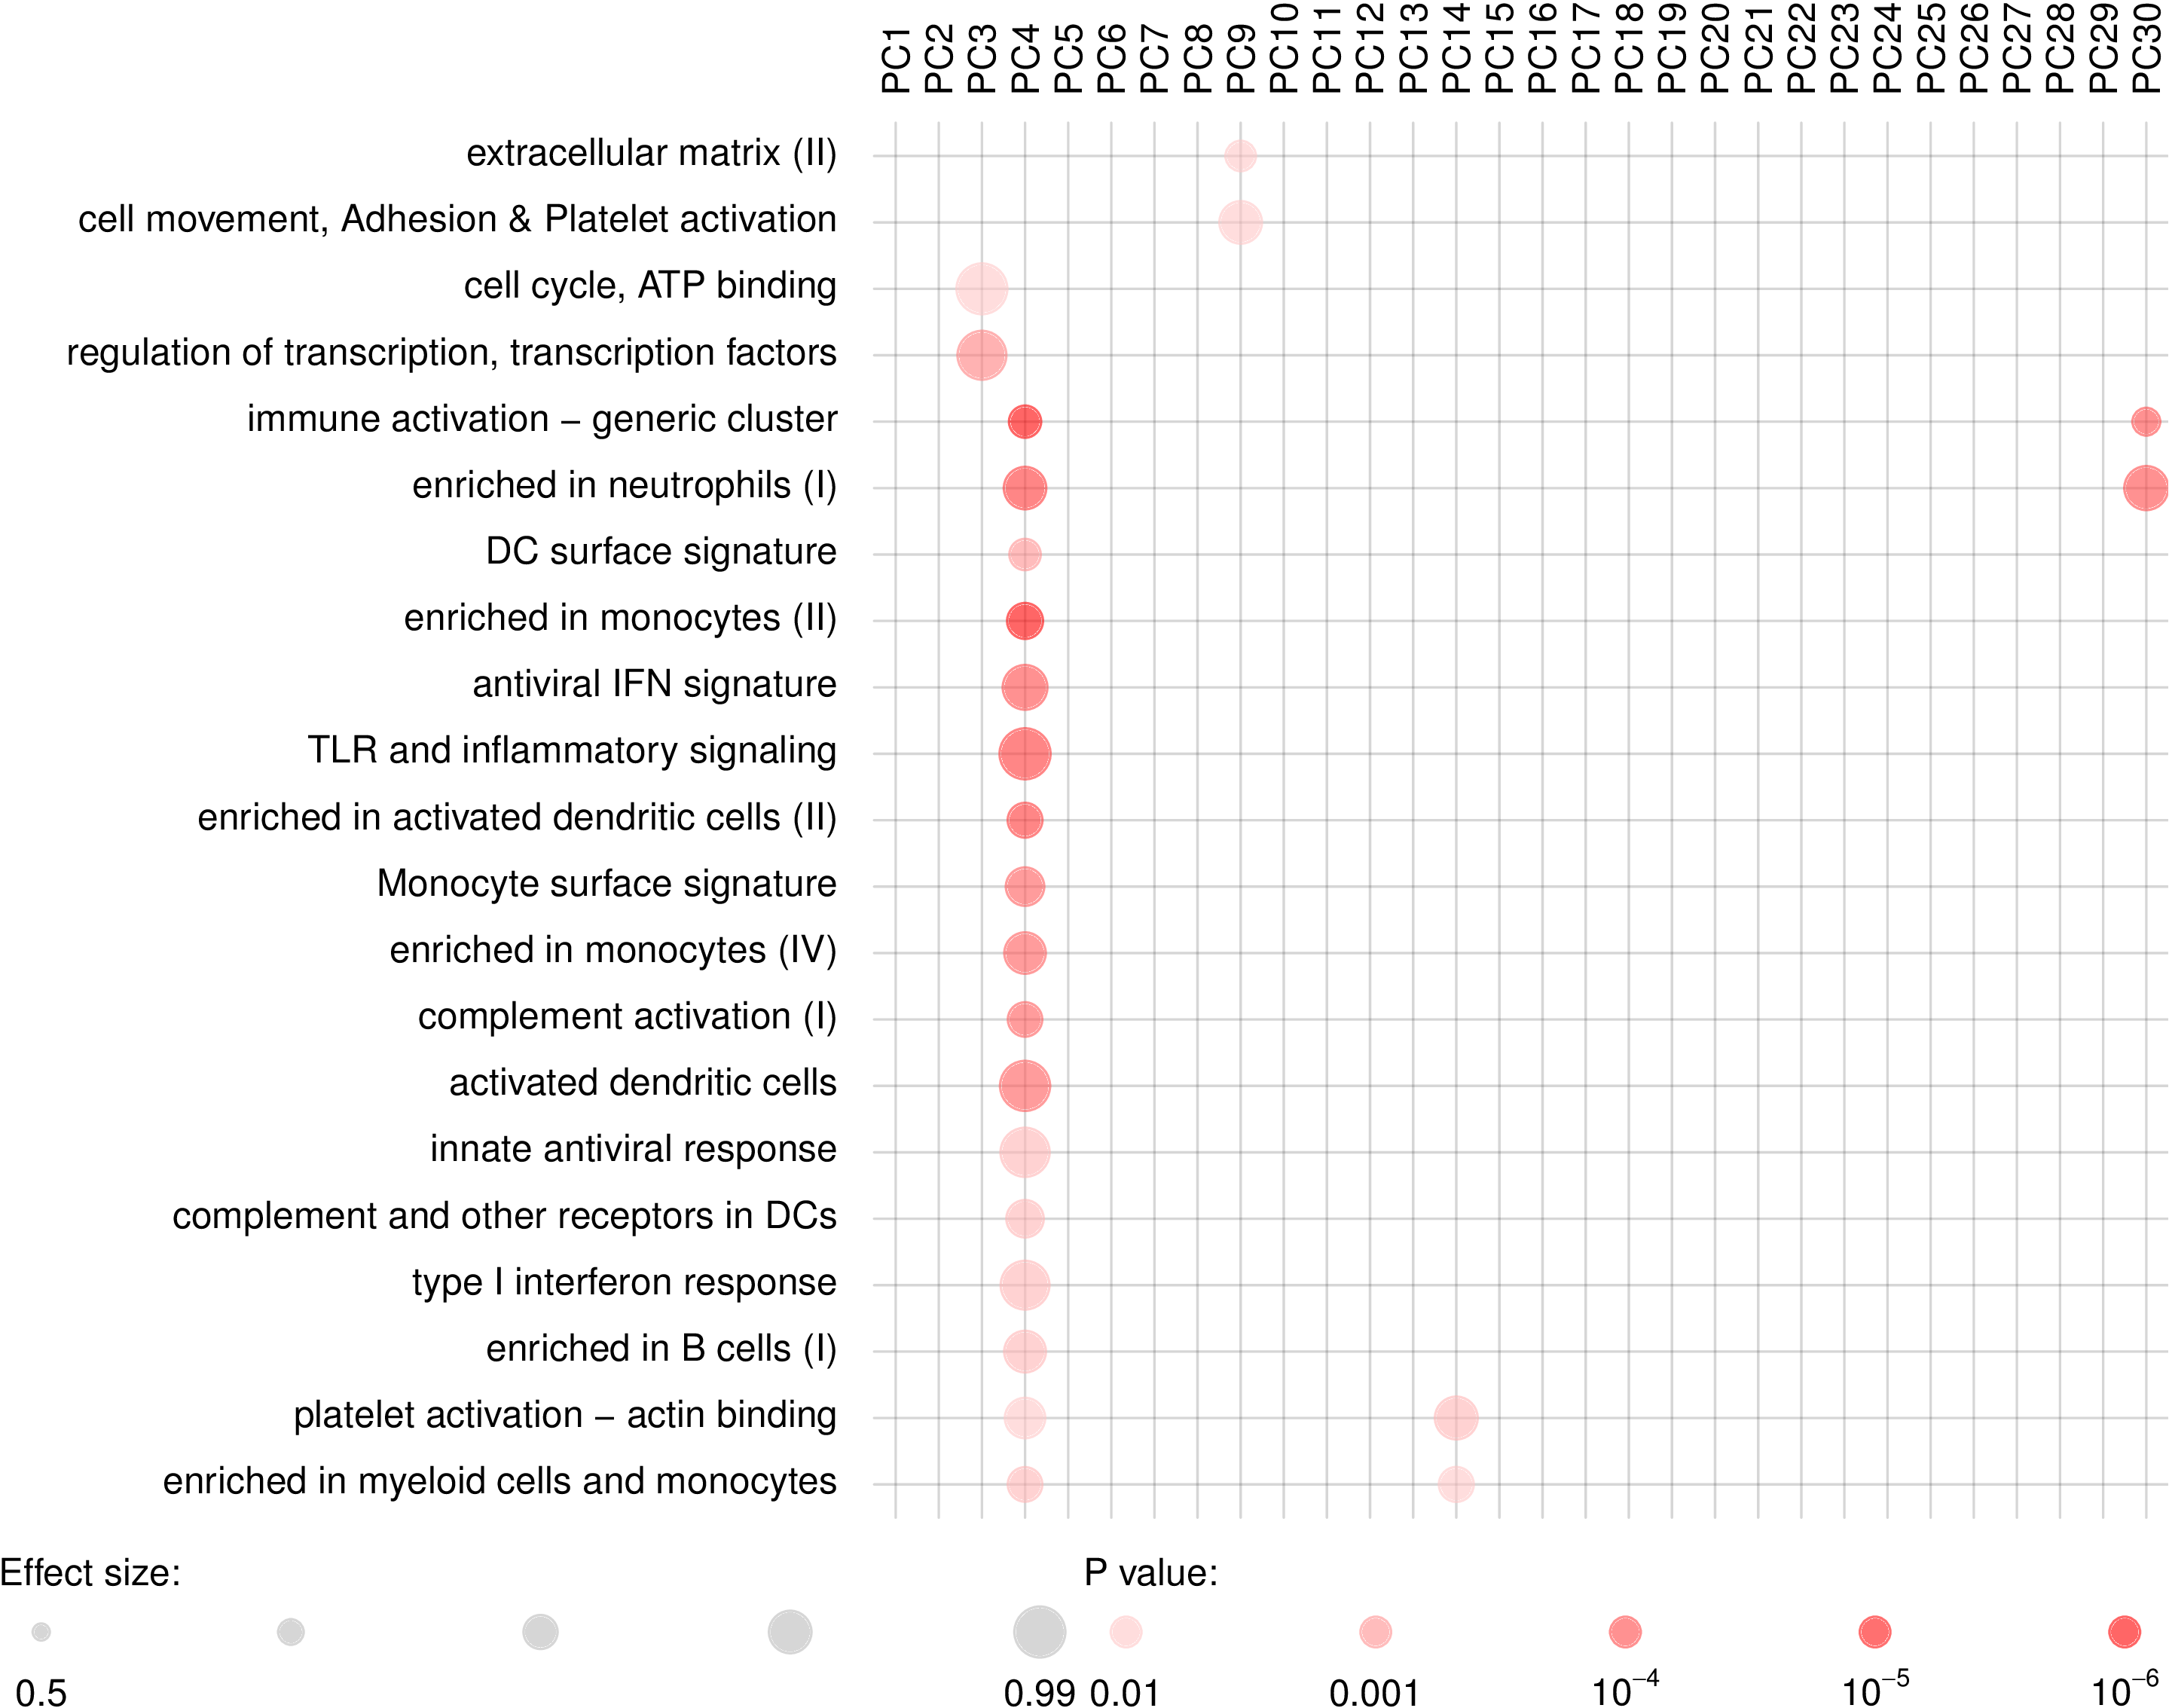 PC1 PC2 PC3 PC4 PC5 PC6 PC7 PC8 PC9 PC10 PC11 PC12 PC13 PC14 PC15 PC16 PC17 PC18 PC19 PC20 PC21 PC22 PC23 PC24 PC25 PC26 PC27 PC28 PC29 PC30
extracellular matrix (II)
cell movement, Adhesion & Platelet activation
cell cycle, ATP binding
regulation of transcription, transcription factors
immune activation – generic cluster
enriched in neutrophils (I)
DC surface signature
enriched in monocytes (II)
antiviral IFN signature
TLR and inflammatory signaling
enriched in activated dendritic cells (II)
Monocyte surface signature
enriched in monocytes (IV)
complement activation (I)
activated dendritic cells
innate antiviral response
complement and other receptors in DCs
type I interferon response
enriched in B cells (I)
platelet activation – actin binding
enriched in myeloid cells and monocytes
Effect size: P value:
0.5 0.99 0.01 0.001 10⁻⁴ 10⁻⁵ 10⁻⁶